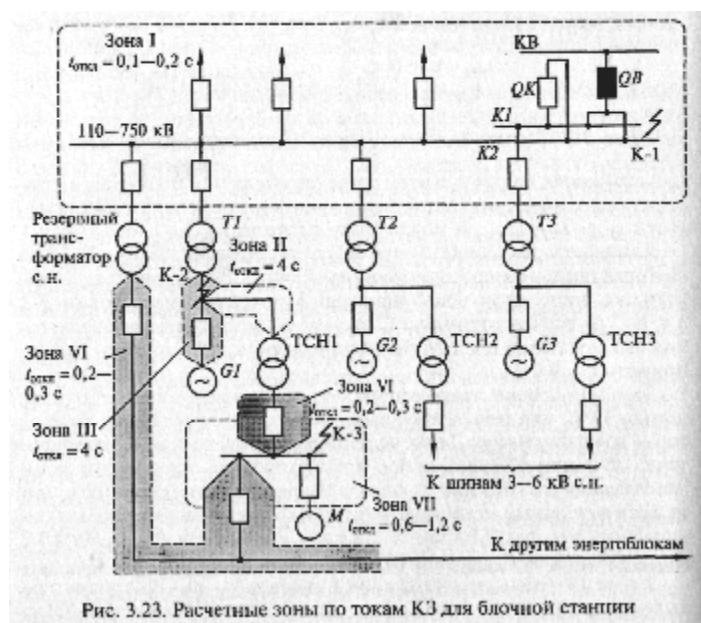 Зона I
tоткл = 0,1—0,2 с
КВ
QK
QB
K1
110—750 кВ
K2
К-1
Резервный
транс-
форматор
с.н.
T1
T2
T3
Зона II
tоткл = 4 с
К-2
ТСН1
G2
ТСН2
G3
ТСН3
Зона VI
tоткл = 0,2—
0,3 с
G1
Зона VI
tоткл = 0,2—0,3 с
Зона III
tоткл = 4 с
К-3
К шинам 3—6 кВ с.н.
Зона VII
M
tоткл = 0,6—1,2 с
К другим энергоблокам
Рис. 3.23. Расчетные зоны по токам КЗ для блочной станции